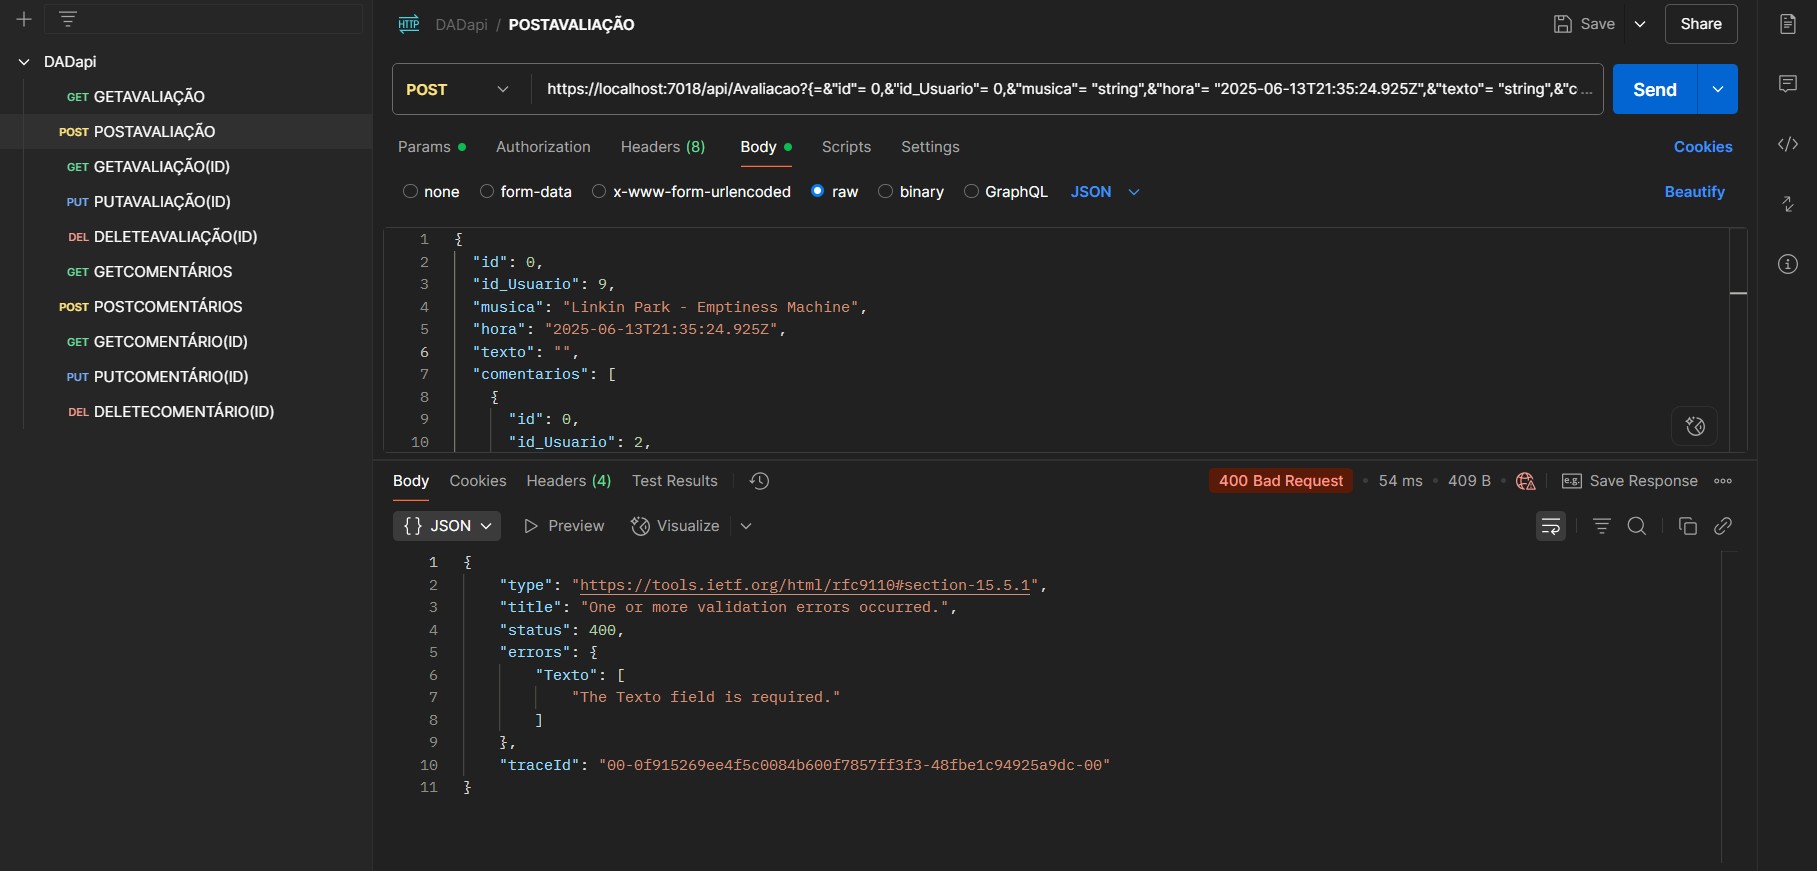 DADapi
GET GETAVALIAÇÃO
POST POSTAVALIAÇÃO
GET GETAVALIAÇÃO(ID)
PUT PUTAVALIAÇÃO(ID)
DEL DELETEAVALIAÇÃO(ID)
GET GETCOMENTÁRIOS
POST POSTCOMENTÁRIOS
GET GETCOMENTÁRIO(ID)
PUT PUTCOMENTÁRIO(ID)
DEL DELETECOMENTÁRIO(ID)
HTTP DADapi / POSTAVALIAÇÃO Save Share
POST https://localhost:7018/api/Avaliacao?{=&"id"= 0,&"id_Usuario"= 0,&"musica"= "string",&"hora"= "2025-06-13T21:35:24.925Z",&"texto"= "string",&"c ... Send
Params Authorization Headers (8) Body Scripts Settings Cookies
none form-data x-www-form-urlencoded raw binary GraphQL JSON Beautify
1 {
2 "id": 0,
3 "id_Usuario": 9,
4 "musica": "Linkin Park - Emptiness Machine",
5 "hora": "2025-06-13T21:35:24.925Z",
6 "texto": "",
7 "comentarios": [
8 {
9 "id": 0,
10 "id_Usuario": 2,
Body Cookies Headers (4) Test Results 400 Bad Request • 54 ms • 409 B • e.g. Save Response
{} JSON Preview Visualize
1 {
2 "type": "https://tools.ietf.org/html/rfc9110#section-15.5.1",
3 "title": "One or more validation errors occurred.",
4 "status": 400,
5 "errors": {
6 "Texto": [
7 "The Texto field is required."
8 ]
9 },
10 "traceId": "00-0f915269ee4f5c0084b600f7857ff3f3-48fbe1c94925a9dc-00"
11 }